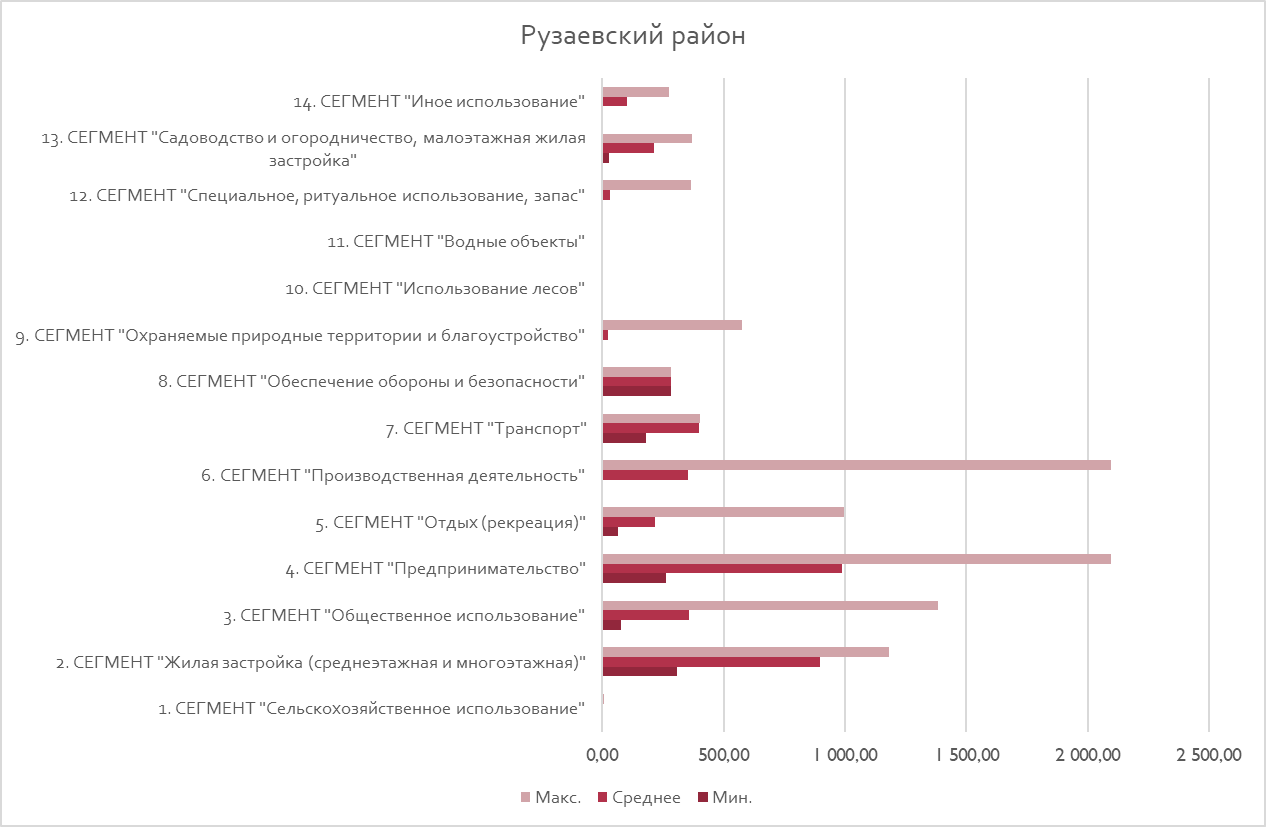 Рузаевский район
14. СЕГМЕНТ "Иное использование"
13. СЕГМЕНТ "Садоводство и огородничество, малоэтажная жилая
застройка"
12. СЕГМЕНТ "Специальное, ритуальное использование, запас"
11. СЕГМЕНТ "Водные объекты"
10. СЕГМЕНТ "Использование лесов"
9. СЕГМЕНТ "Охраняемые природные территории и благоустройство"
8. СЕГМЕНТ "Обеспечение обороны и безопасности"
7. СЕГМЕНТ "Транспорт"
6. СЕГМЕНТ "Производственная деятельность"
5. СЕГМЕНТ "Отдых (рекреация)"
4. СЕГМЕНТ "Предпринимательство"
3. СЕГМЕНТ "Общественное использование"
2. СЕГМЕНТ "Жилая застройка (среднеэтажная и многоэтажная)"
1. СЕГМЕНТ "Сельскохозяйственное использование"
0,00 500,00 1 000,00 1 500,00 2 000,00 2 500,00
Макс. Среднее Мин.